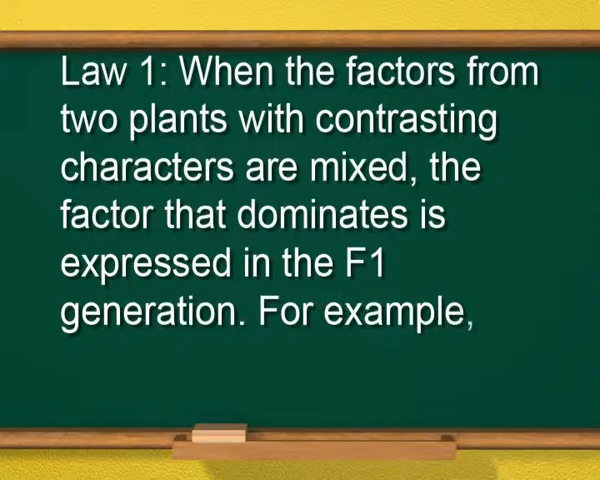 Law 1: When the factors from
two plants with contrasting
characters are mixed, the
factor that dominates is
expressed in the F1
generation. For example,